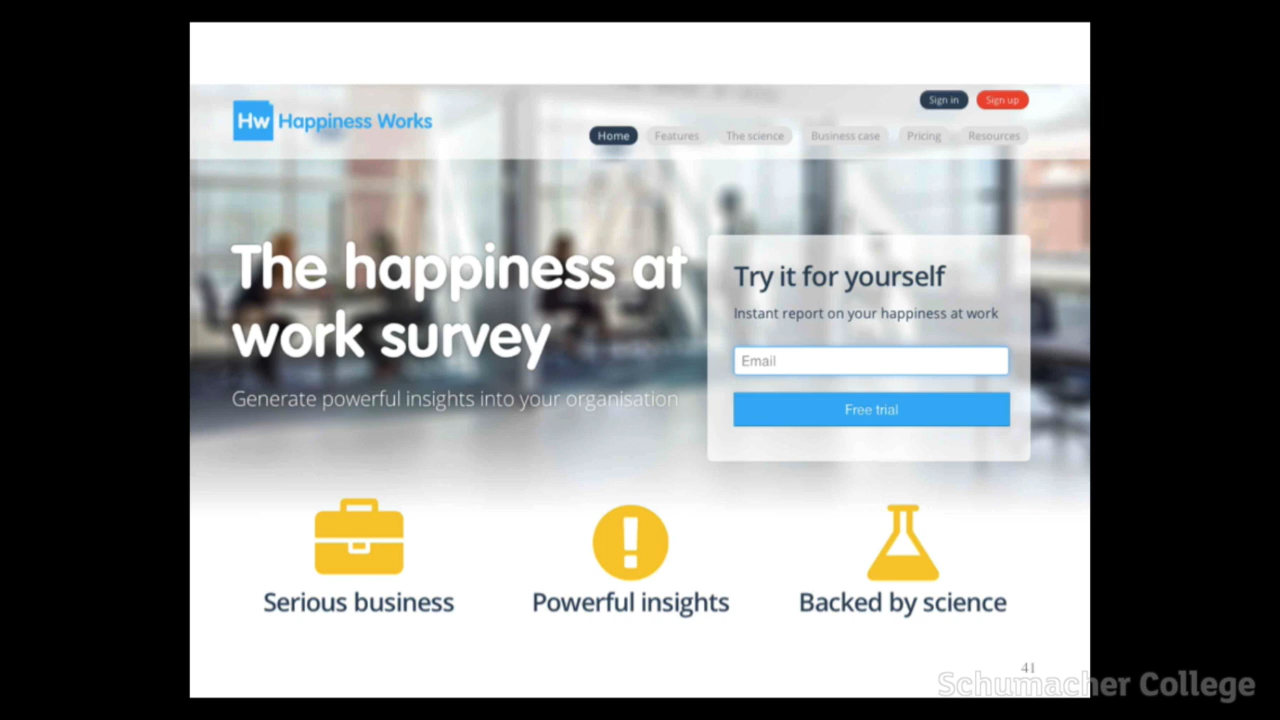 Sign in Sign up
Hw Happiness Works
Home Features The science Business case Pricing Resources
The happiness at
work survey
Generate powerful insights into your organisation
Try it for yourself
Instant report on your happiness at work
Email
Free trial
Serious business
Powerful insights
Backed by science
41
Schumacher College